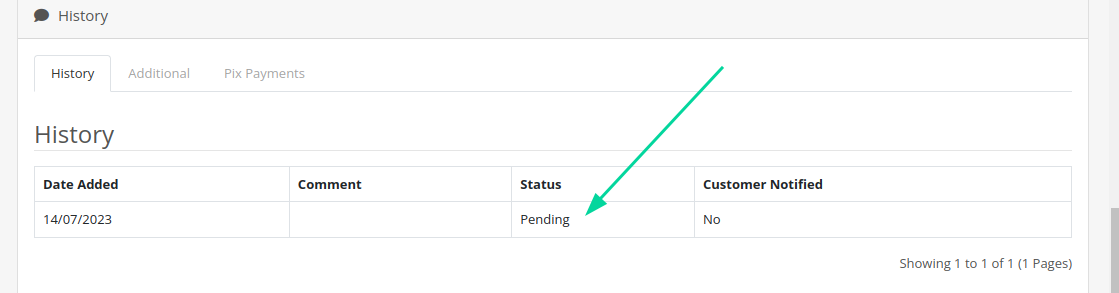 History
History Additional Pix Payments
History
Date Added Comment Status Customer Notified
14/07/2023 Pending No
Showing 1 to 1 of 1 (1 Pages)